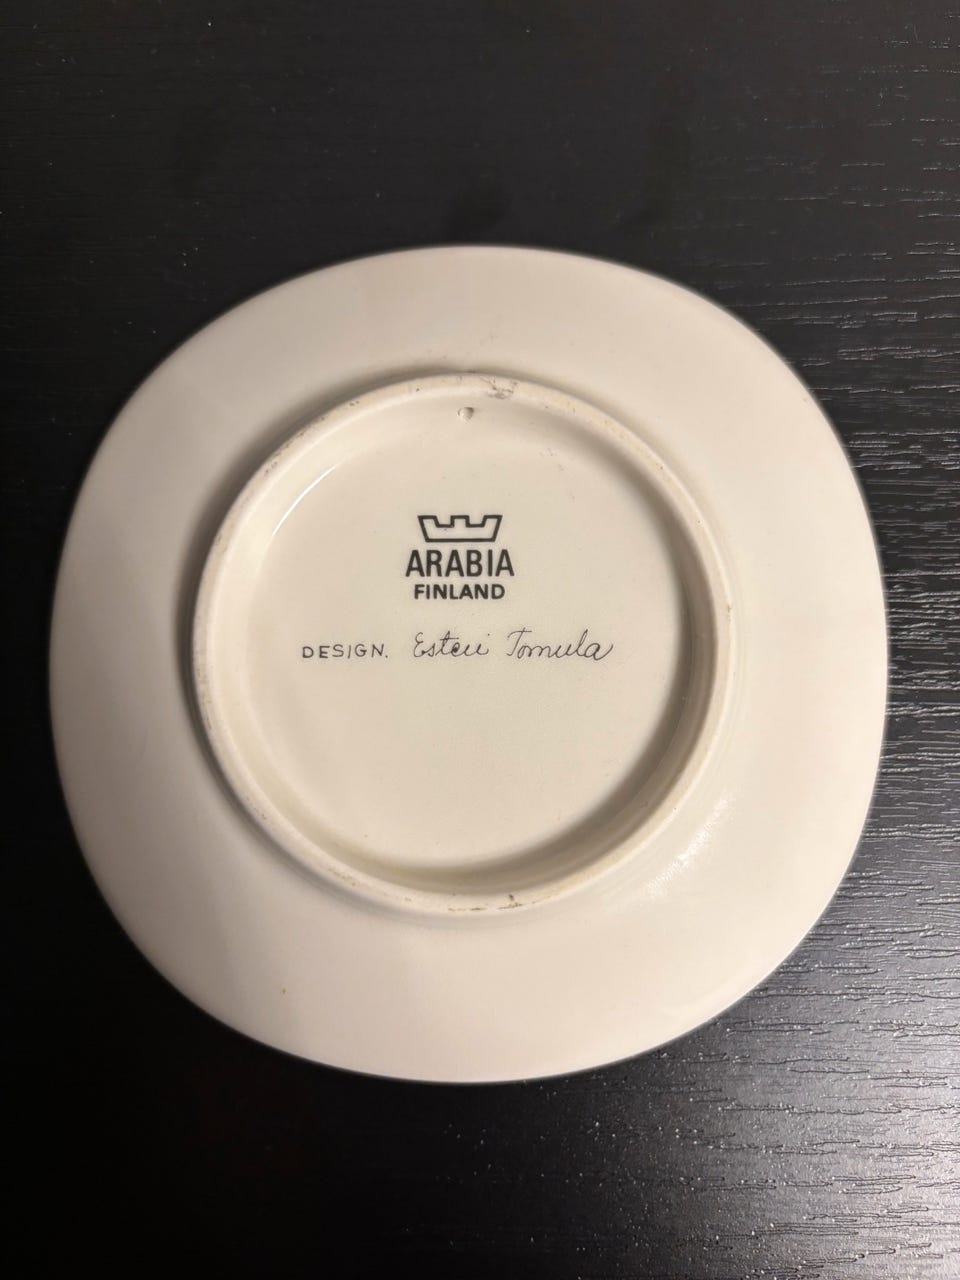 ARABIA
FINLAND
DESIGN. Esteri Tomula